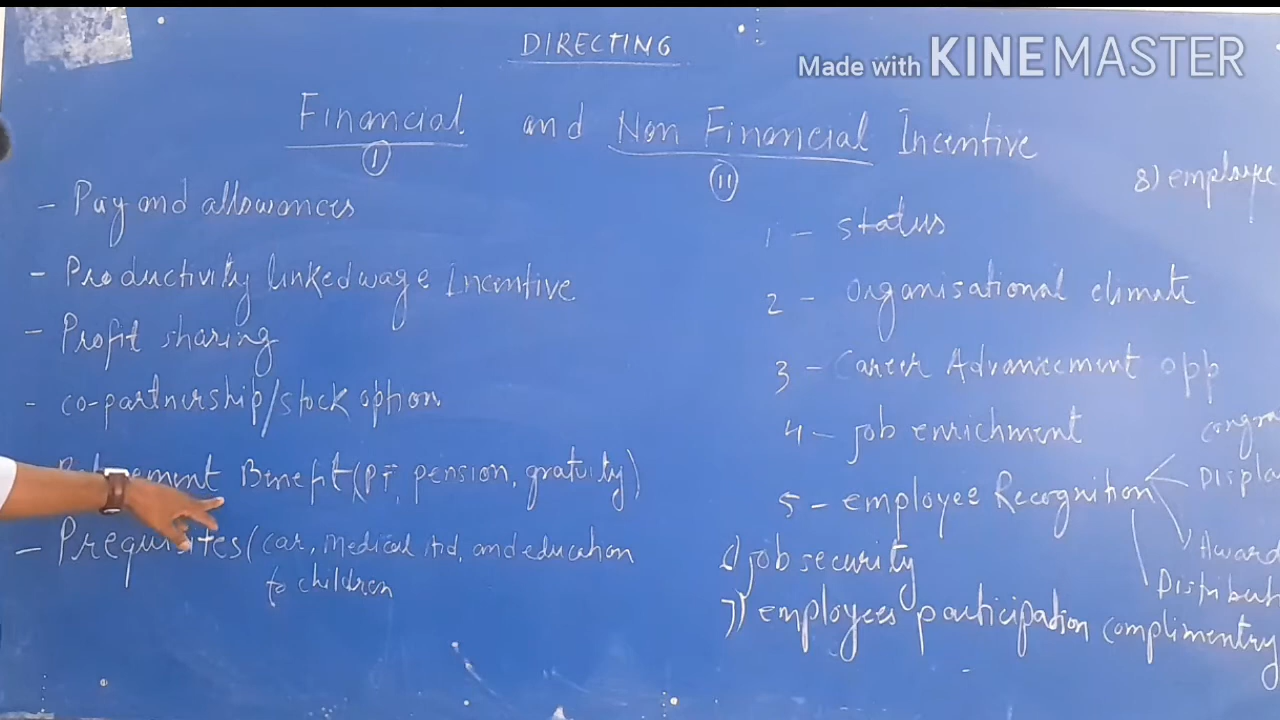 DIRECTING
Made with KINEMASTER
Financial and Non Financial Incentive
I
II
- Pay and allowances
- Productivity linked wage Incentive
- Profit sharing
- co-partnership/stock option
Benefit (PF, pension, gratuity)
- Prequisites (car, Medical Aid, and education
to children
8) employee
1 - status
2 - organisational climate
3 - Career Advancement opp
4 - job enrichment
5 - employee Recognition
Award
6) job security
7) employees participation complimentry